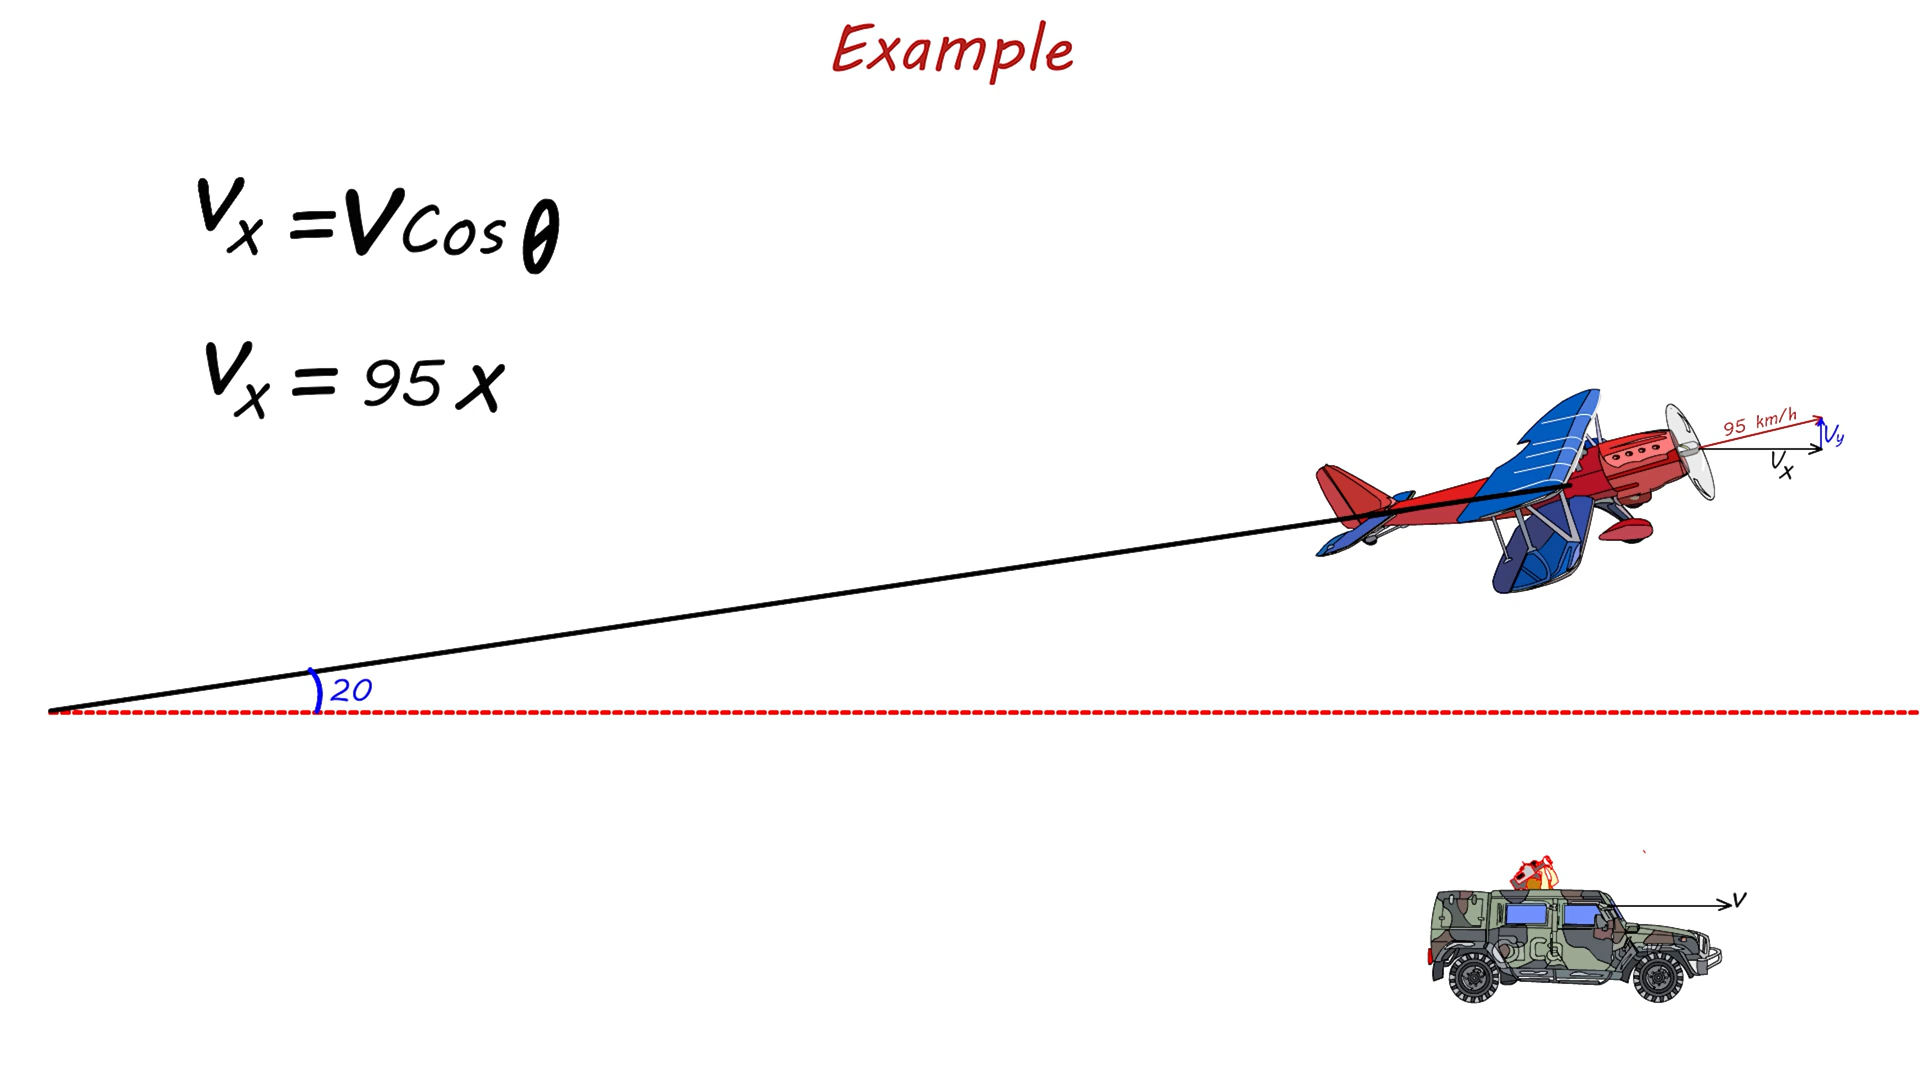 Example
Vx = V Cos θ
Vx = 95 x
95 km/h
Vy
Vx
20
V